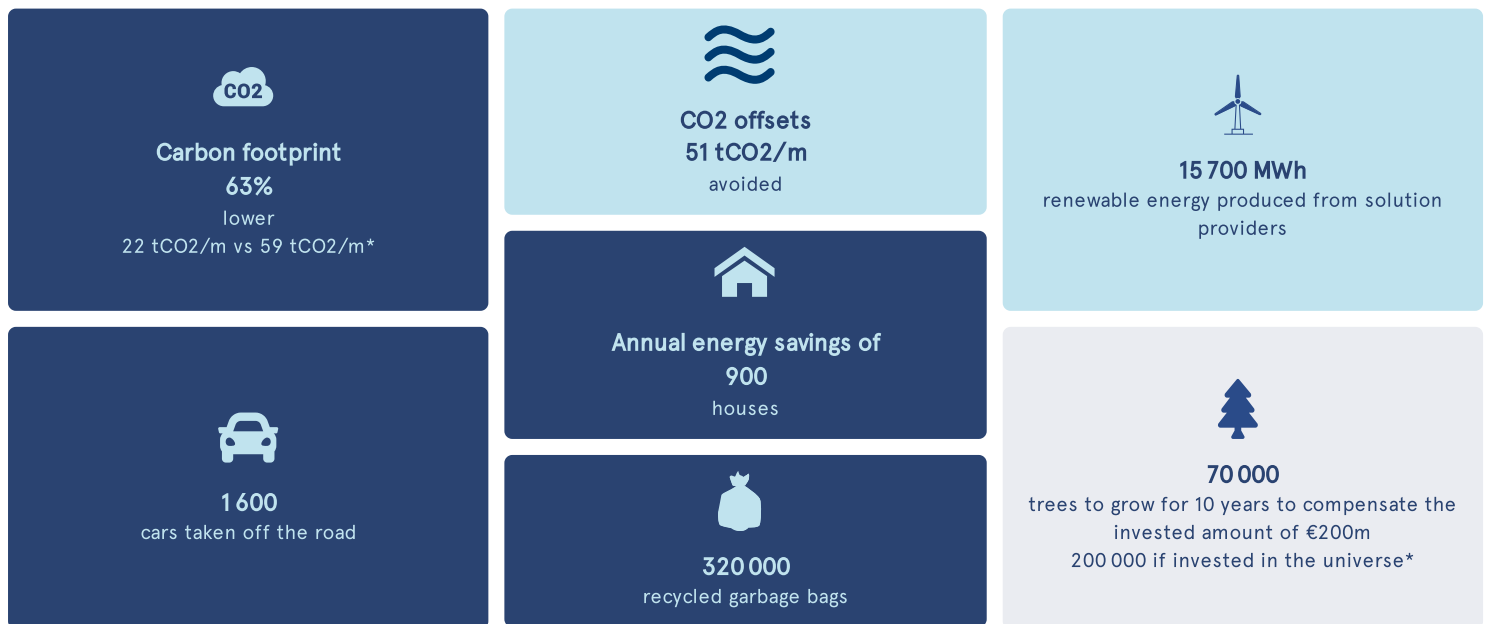 CO2
Carbon footprint
63%
lower
22 tCO2/m vs 59 tCO2/m*
1 600
cars taken off the road
CO2 offsets
51 tCO2/m
avoided
Annual energy savings of
900
houses
320 000
recycled garbage bags
15 700 MWh
renewable energy produced from solution
providers
70 000
trees to grow for 10 years to compensate the
invested amount of €200m
200 000 if invested in the universe*